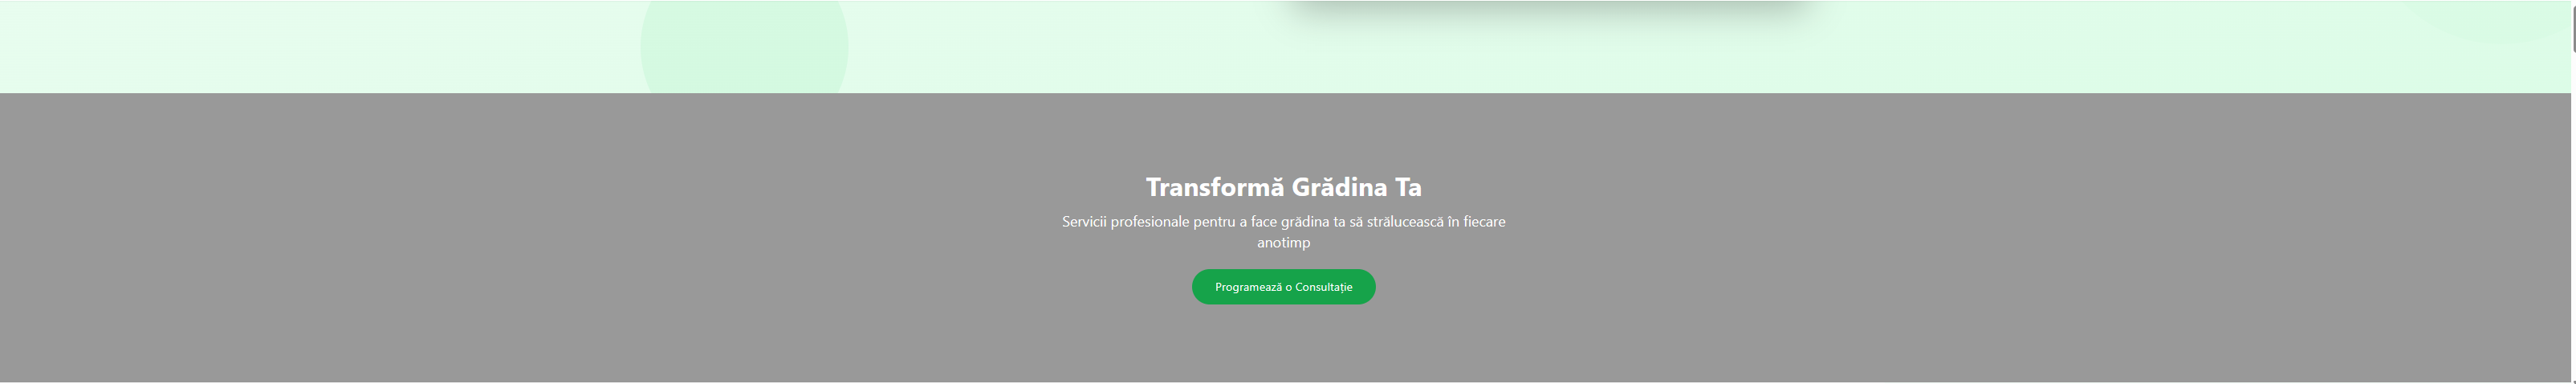 Transformă Grădina Ta
Servicii profesionale pentru a face grădina ta să strălucească în fiecare
anotimp
Programează o Consultație